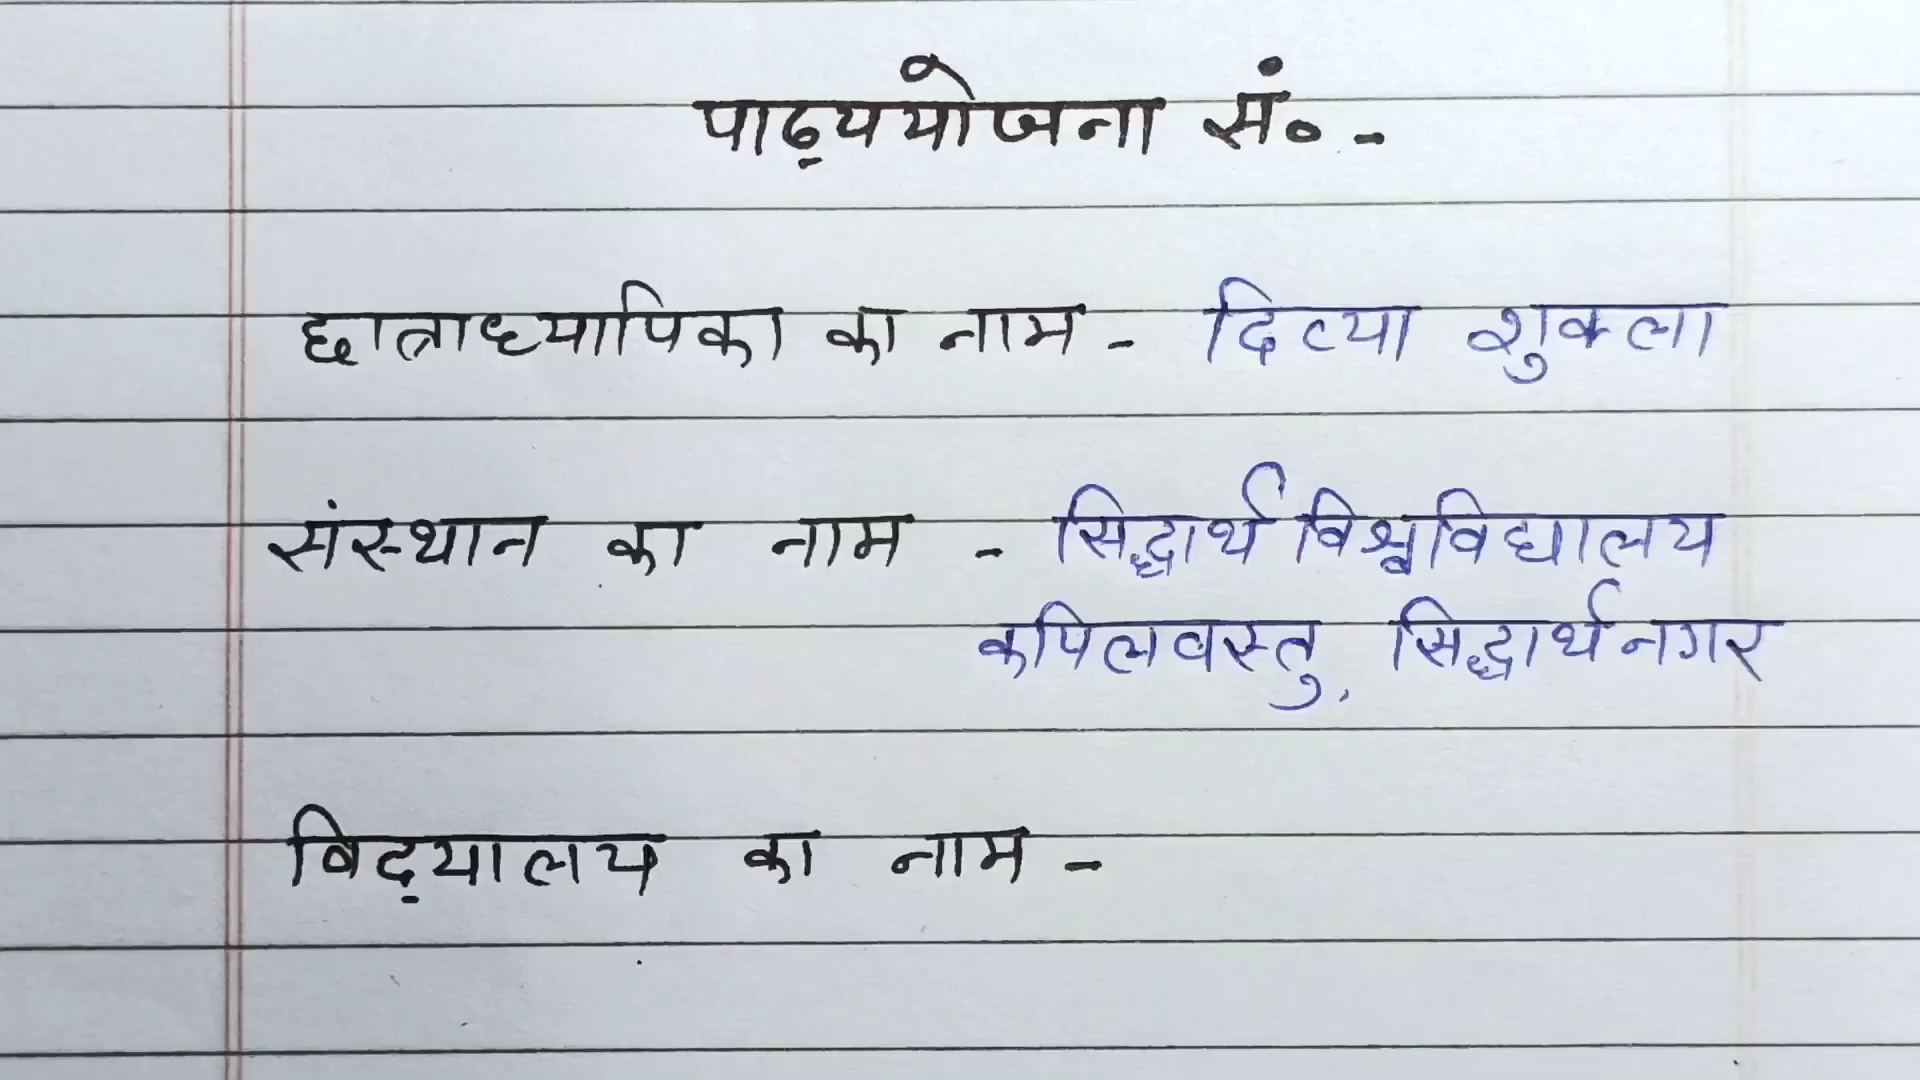 पाढ्ययोजना सं०-
छात्राध्यापिका का नाम - दिव्या शुक्ला
संस्थान का नाम - सिद्धार्थ विश्वविद्यालय
कपिलवस्तु, सिद्धार्थनगर
विद्‌यालय का नाम -